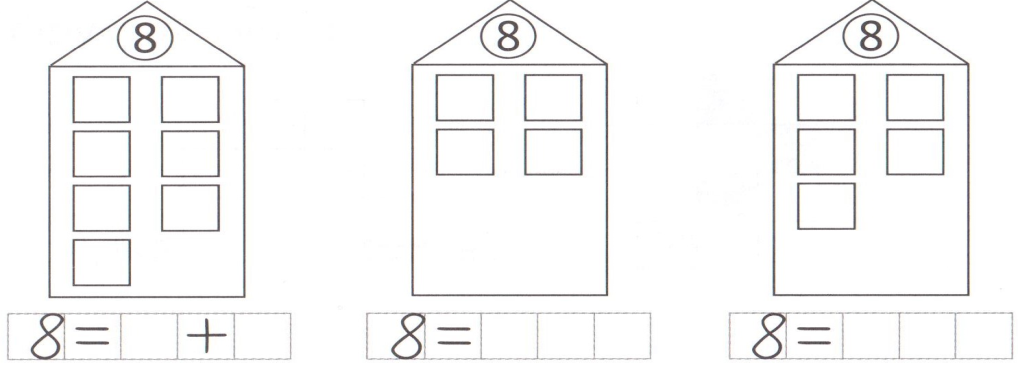 8 8 8
8 = + 8 = 8 =